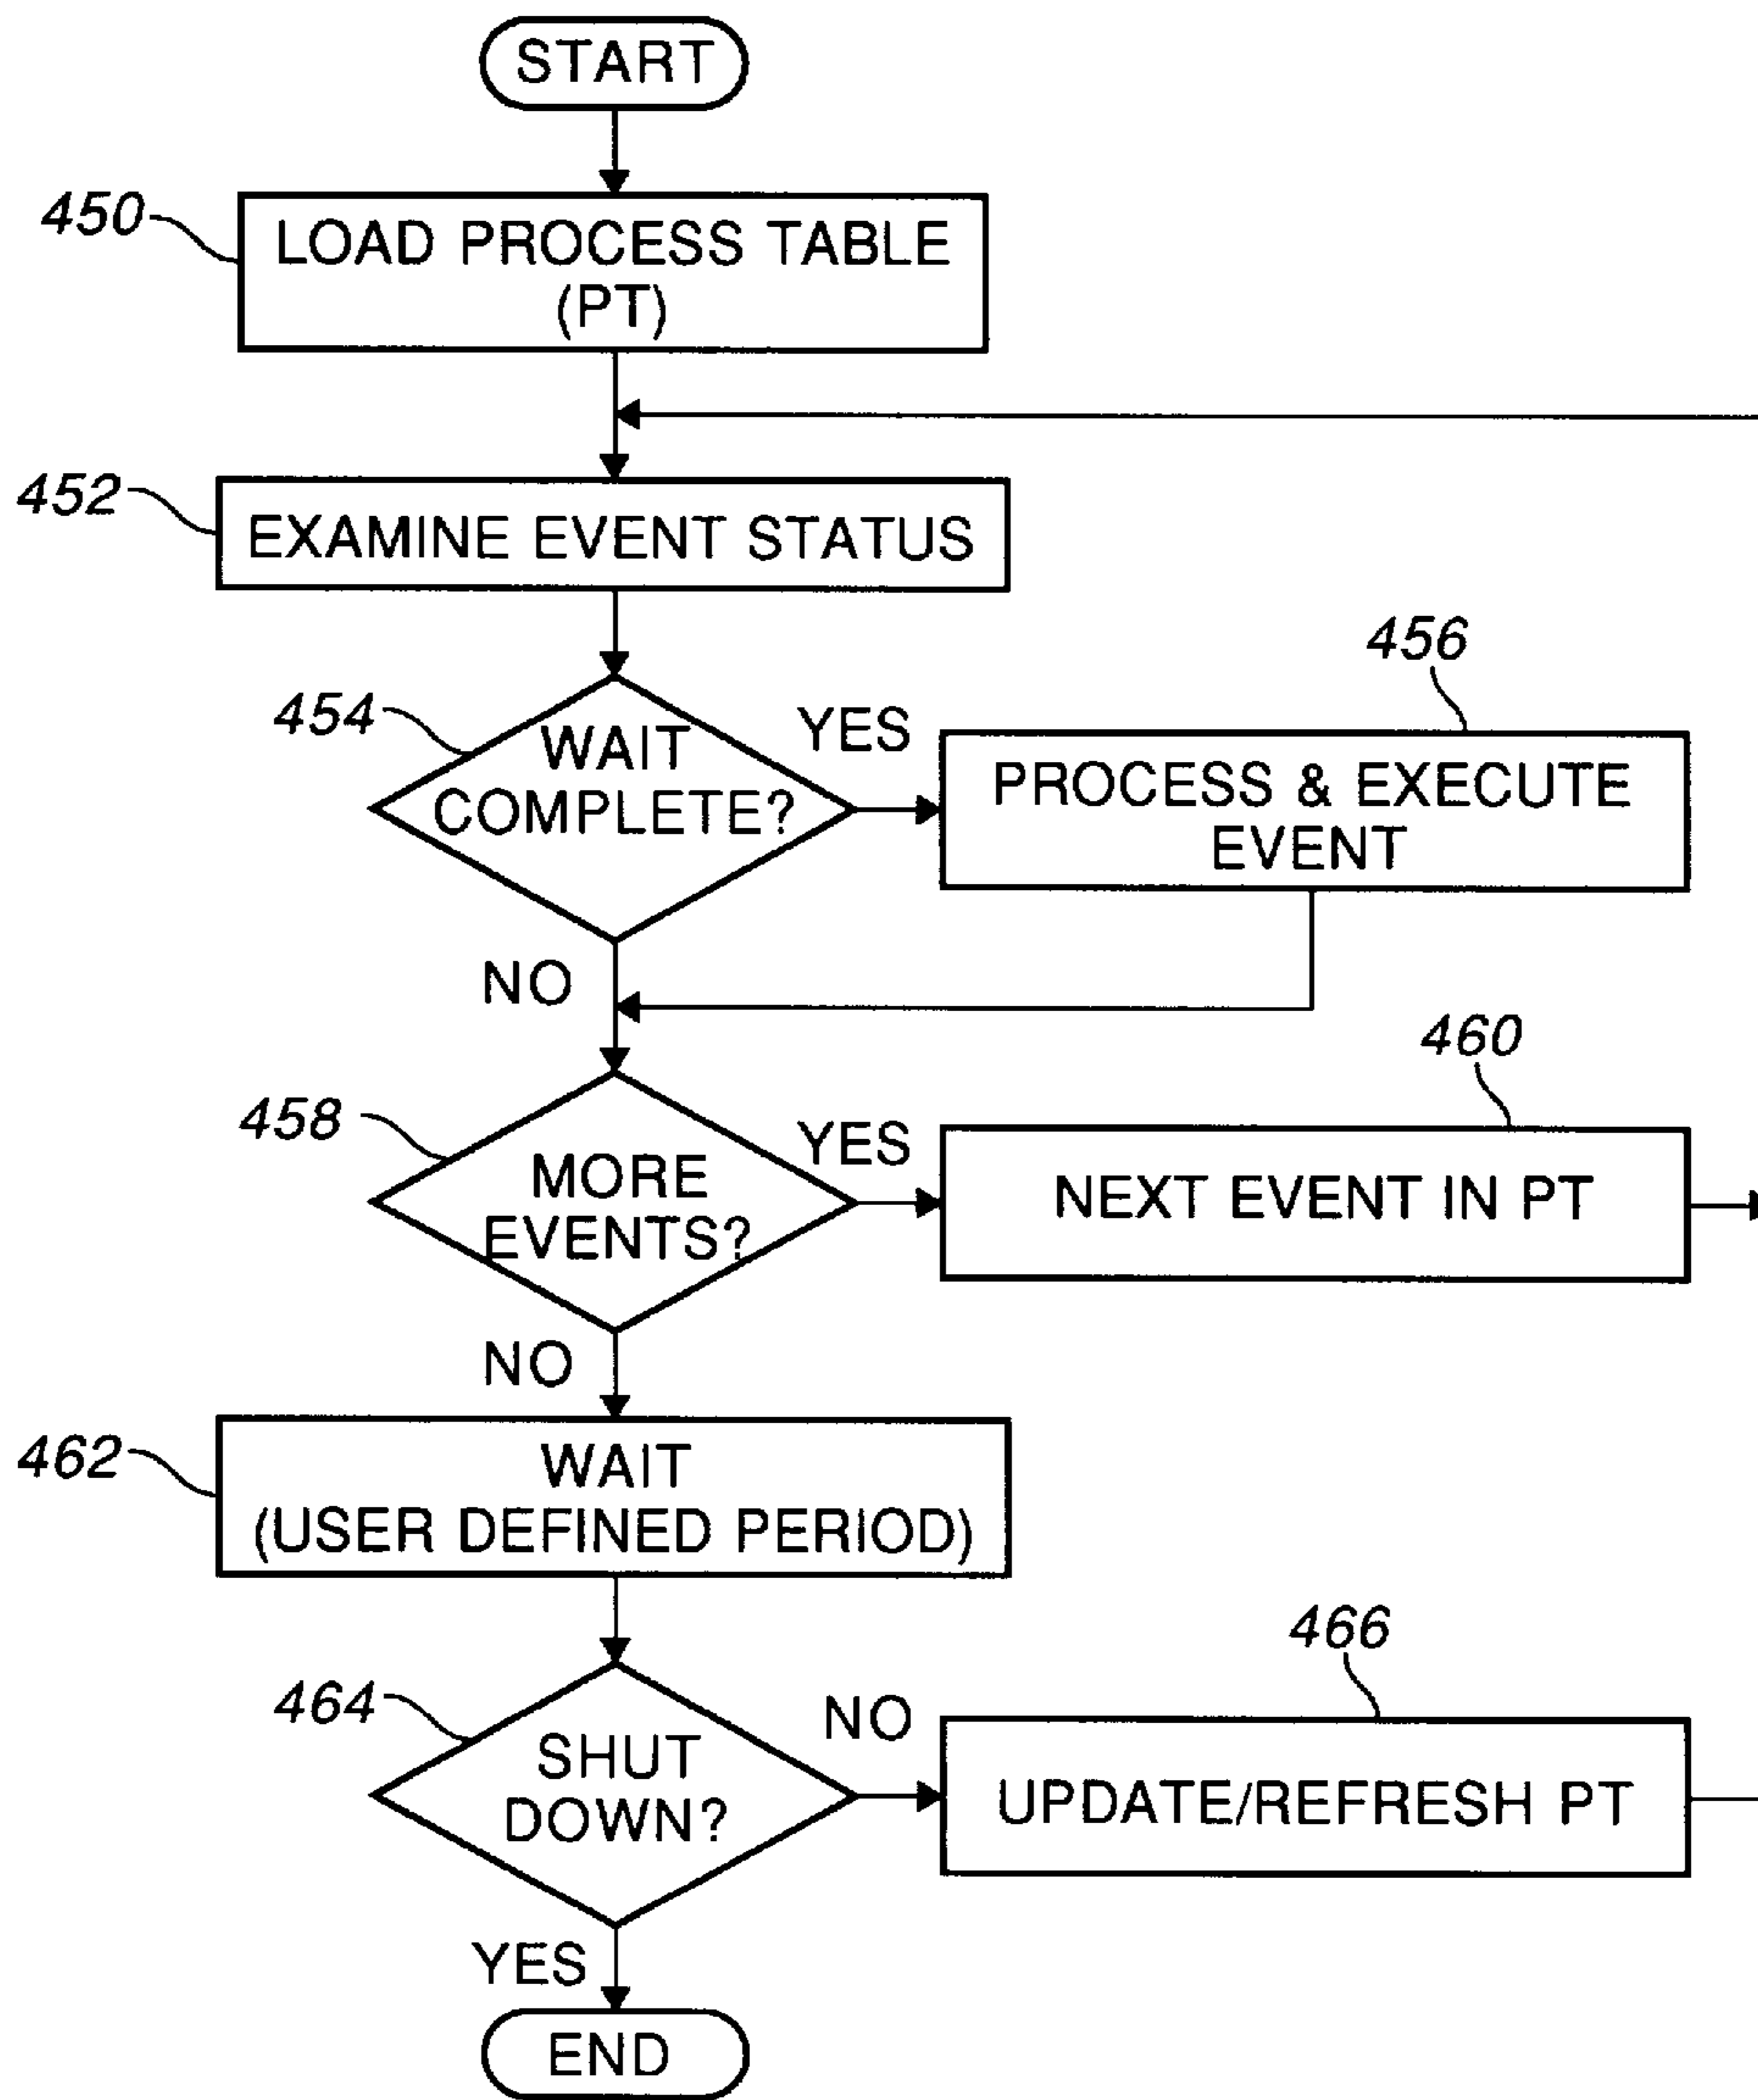 START
450
LOAD PROCESS TABLE
(PT)
452
EXAMINE EVENT STATUS
454
WAIT
COMPLETE?
YES
456
PROCESS & EXECUTE
EVENT
NO
458
MORE
EVENTS?
YES
460
NEXT EVENT IN PT
NO
462
WAIT
(USER DEFINED PERIOD)
464
SHUT
DOWN?
NO
466
UPDATE/REFRESH PT
YES
END